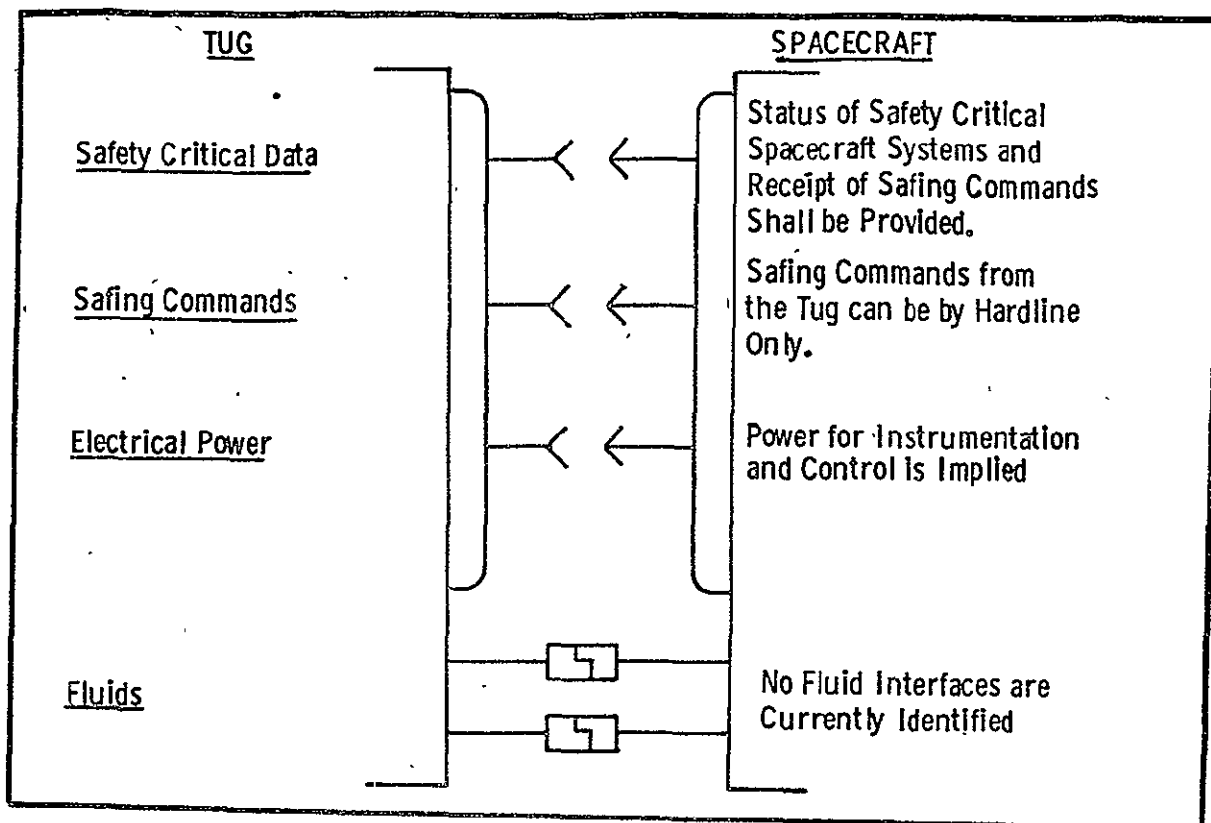 TUG
SPACECRAFT
Safety Critical Data
Status of Safety Critical
Spacecraft Systems and
Receipt of Safing Commands
Shall be Provided.
Safing Commands
Safing Commands from
the Tug can be by Hardline
Only.
Electrical Power
Power for Instrumentation
and Control is Implied
Fluids
No Fluid Interfaces are
Currently Identified